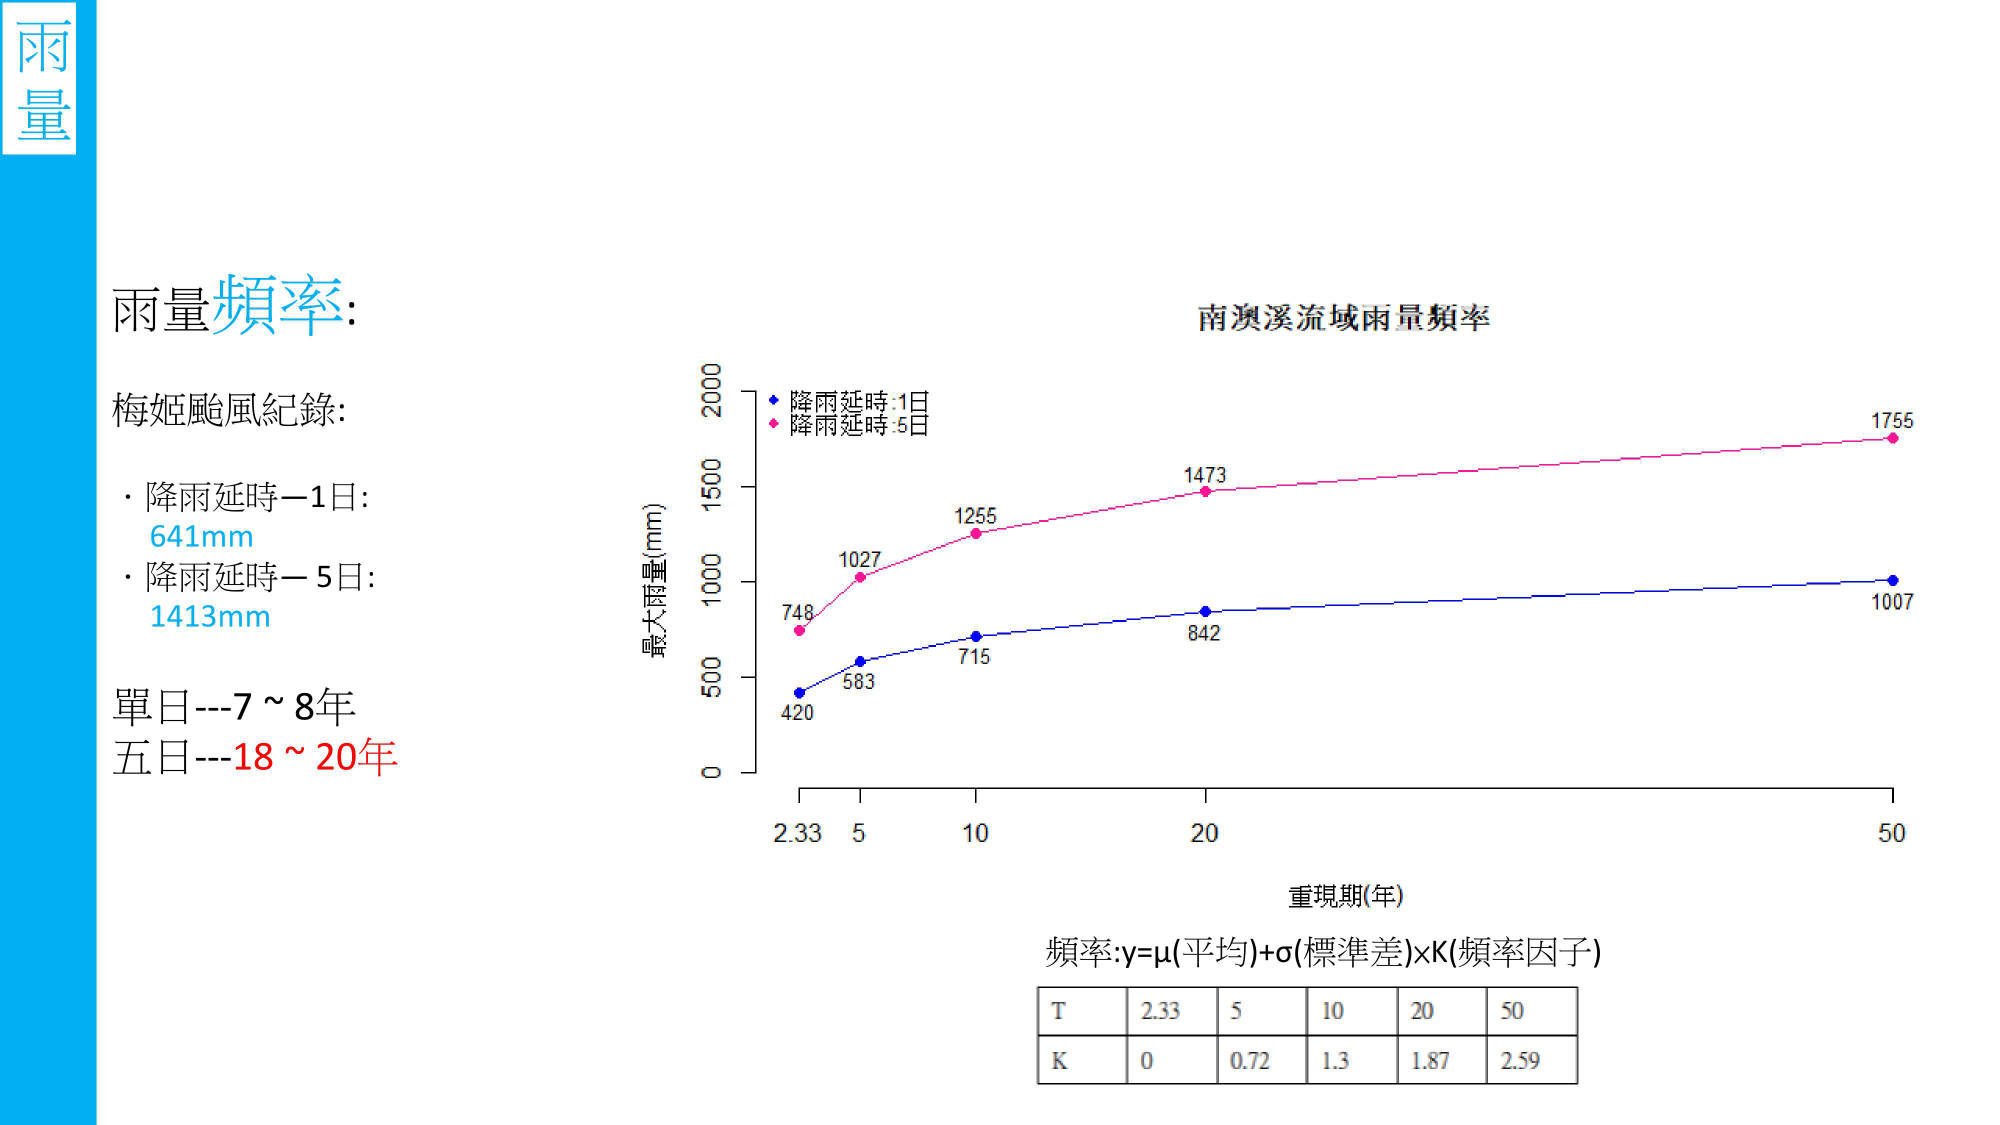 雨
量
雨量頻率:
梅姬颱風紀錄:
・降雨延時—1日:
641mm
・降雨延時— 5日:
1413mm
單日---7 ~ 8年
五日---18 ~ 20年
南澳溪流域雨量頻率
降雨延時:1日
降雨延時:5日
最大雨量(mm)
2000
1500
1000
500
0
748
1027
1255
1473
1755
420
583
715
842
1007
2.33 5 10 20 50
重現期(年)
頻率:y=μ(平均)+σ(標準差)×K(頻率因子)
T 2.33 5 10 20 50
K 0 0.72 1.3 1.87 2.59